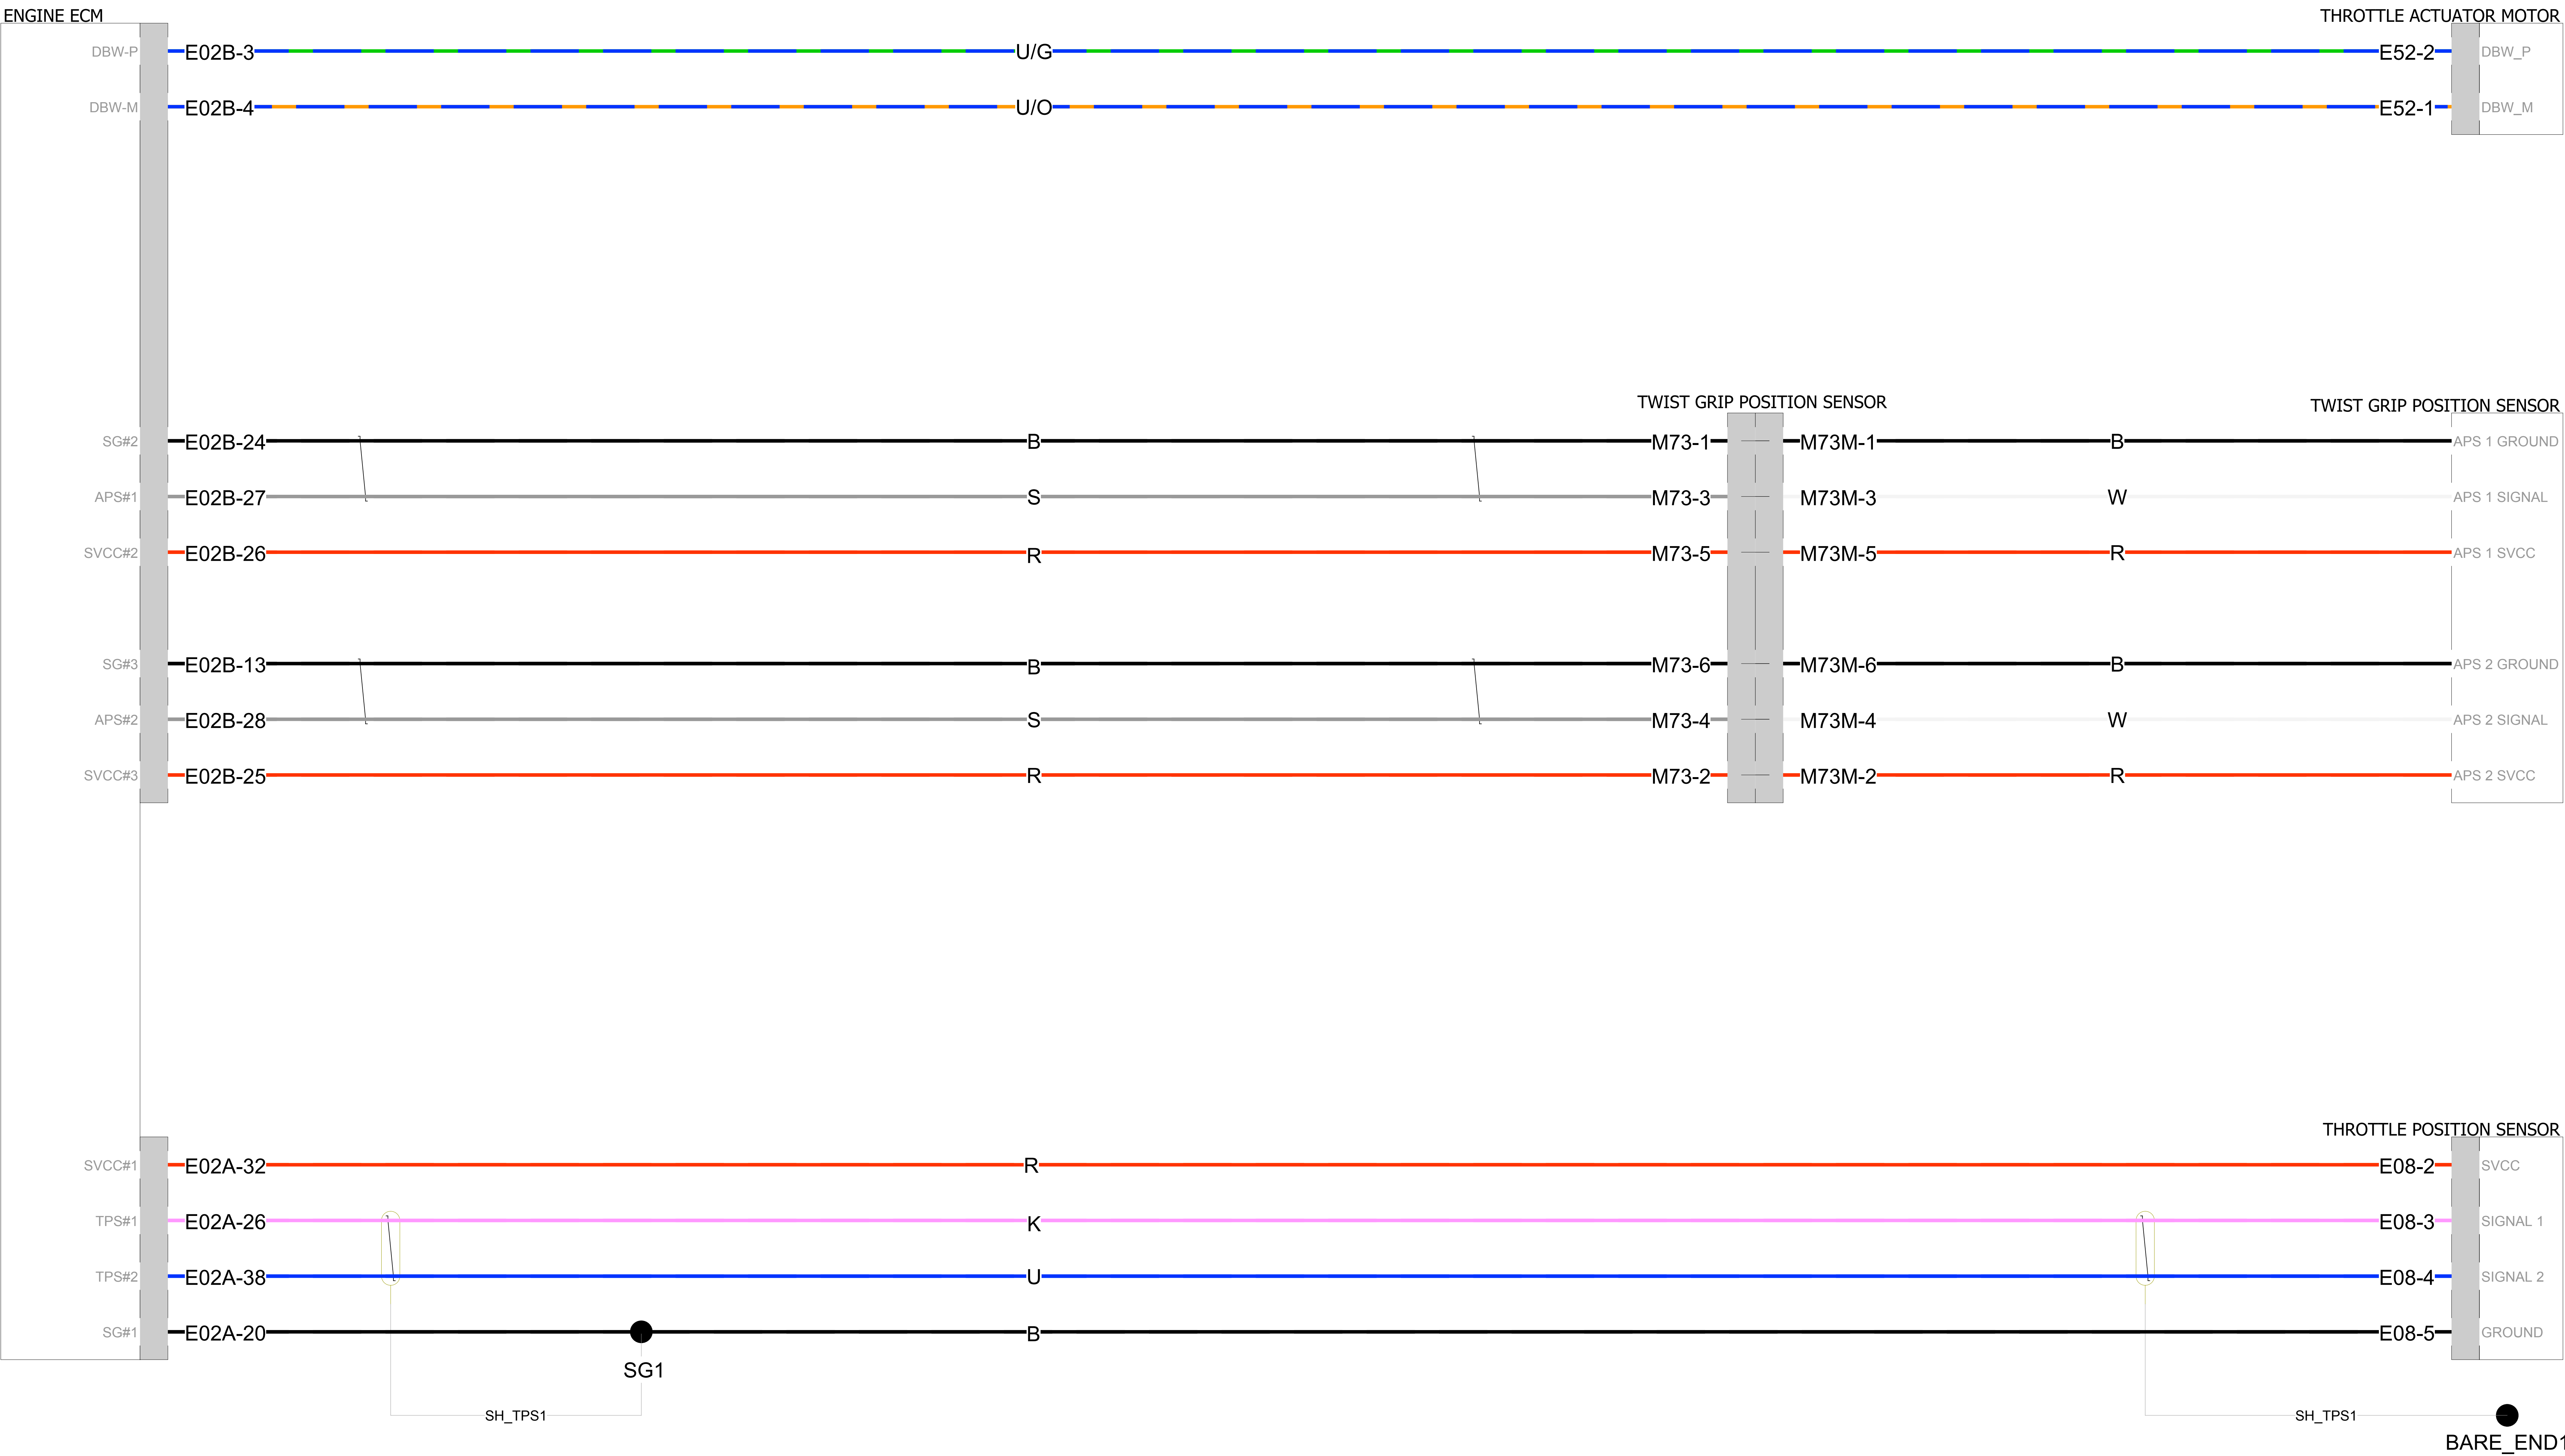 ENGINE ECM THROTTLE ACTUATOR MOTOR
DBW-P E02B-3 U/G E52-2 DBW_P
DBW-M E02B-4 U/O E52-1 DBW_M
TWIST GRIP POSITION SENSOR TWIST GRIP POSITION SENSOR
SG#2 E02B-24 B M73-1 M73M-1 B APS 1 GROUND
APS#1 E02B-27 S M73-3 M73M-3 W APS 1 SIGNAL
SVCC#2 E02B-26 R M73-5 M73M-5 R APS 1 SVCC
SG#3 E02B-13 B M73-6 M73M-6 B APS 2 GROUND
APS#2 E02B-28 S M73-4 M73M-4 W APS 2 SIGNAL
SVCC#3 E02B-25 R M73-2 M73M-2 R APS 2 SVCC
THROTTLE POSITION SENSOR
SVCC#1 E02A-32 R E08-2 SVCC
TPS#1 E02A-26 K E08-3 SIGNAL 1
TPS#2 E02A-38 U E08-4 SIGNAL 2
SG#1 E02A-20 B E08-5 GROUND
SG1
SH_TPS1 SH_TPS1
BARE_END1